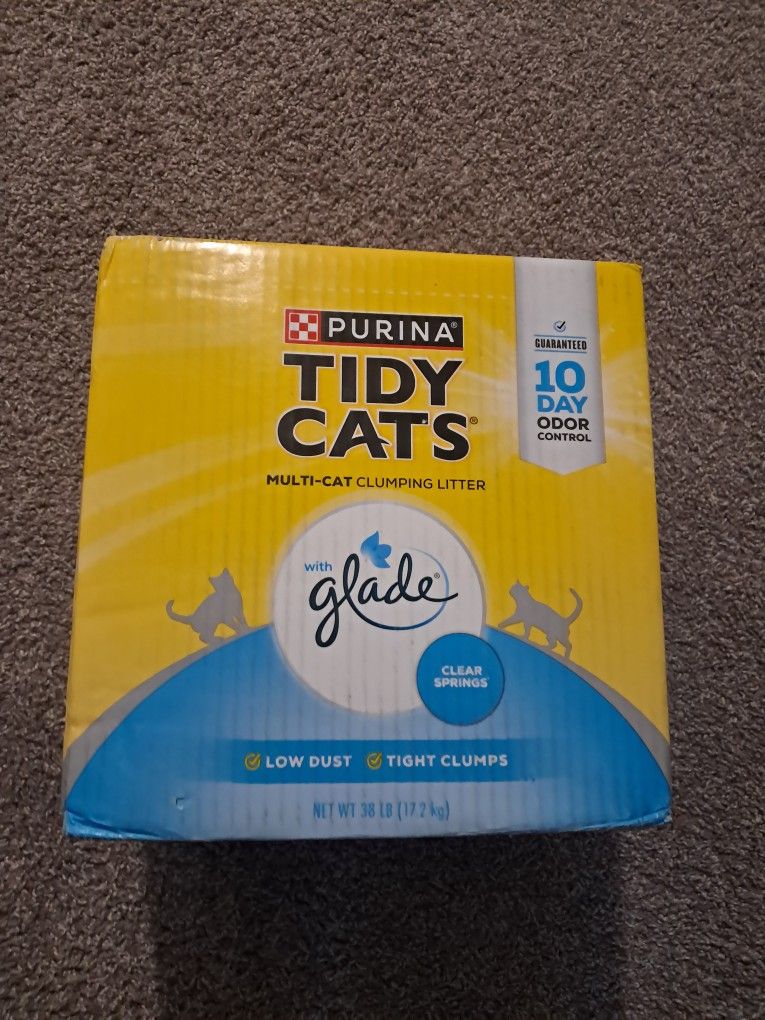 PURINA®
TIDY
CATS®
MULTI-CAT CLUMPING LITTER
GUARANTEED
10
DAY
ODOR
CONTROL
with
glade®
CLEAR
SPRINGS
LOW DUST TIGHT CLUMPS
NET WT 38 LB (17.2 kg)